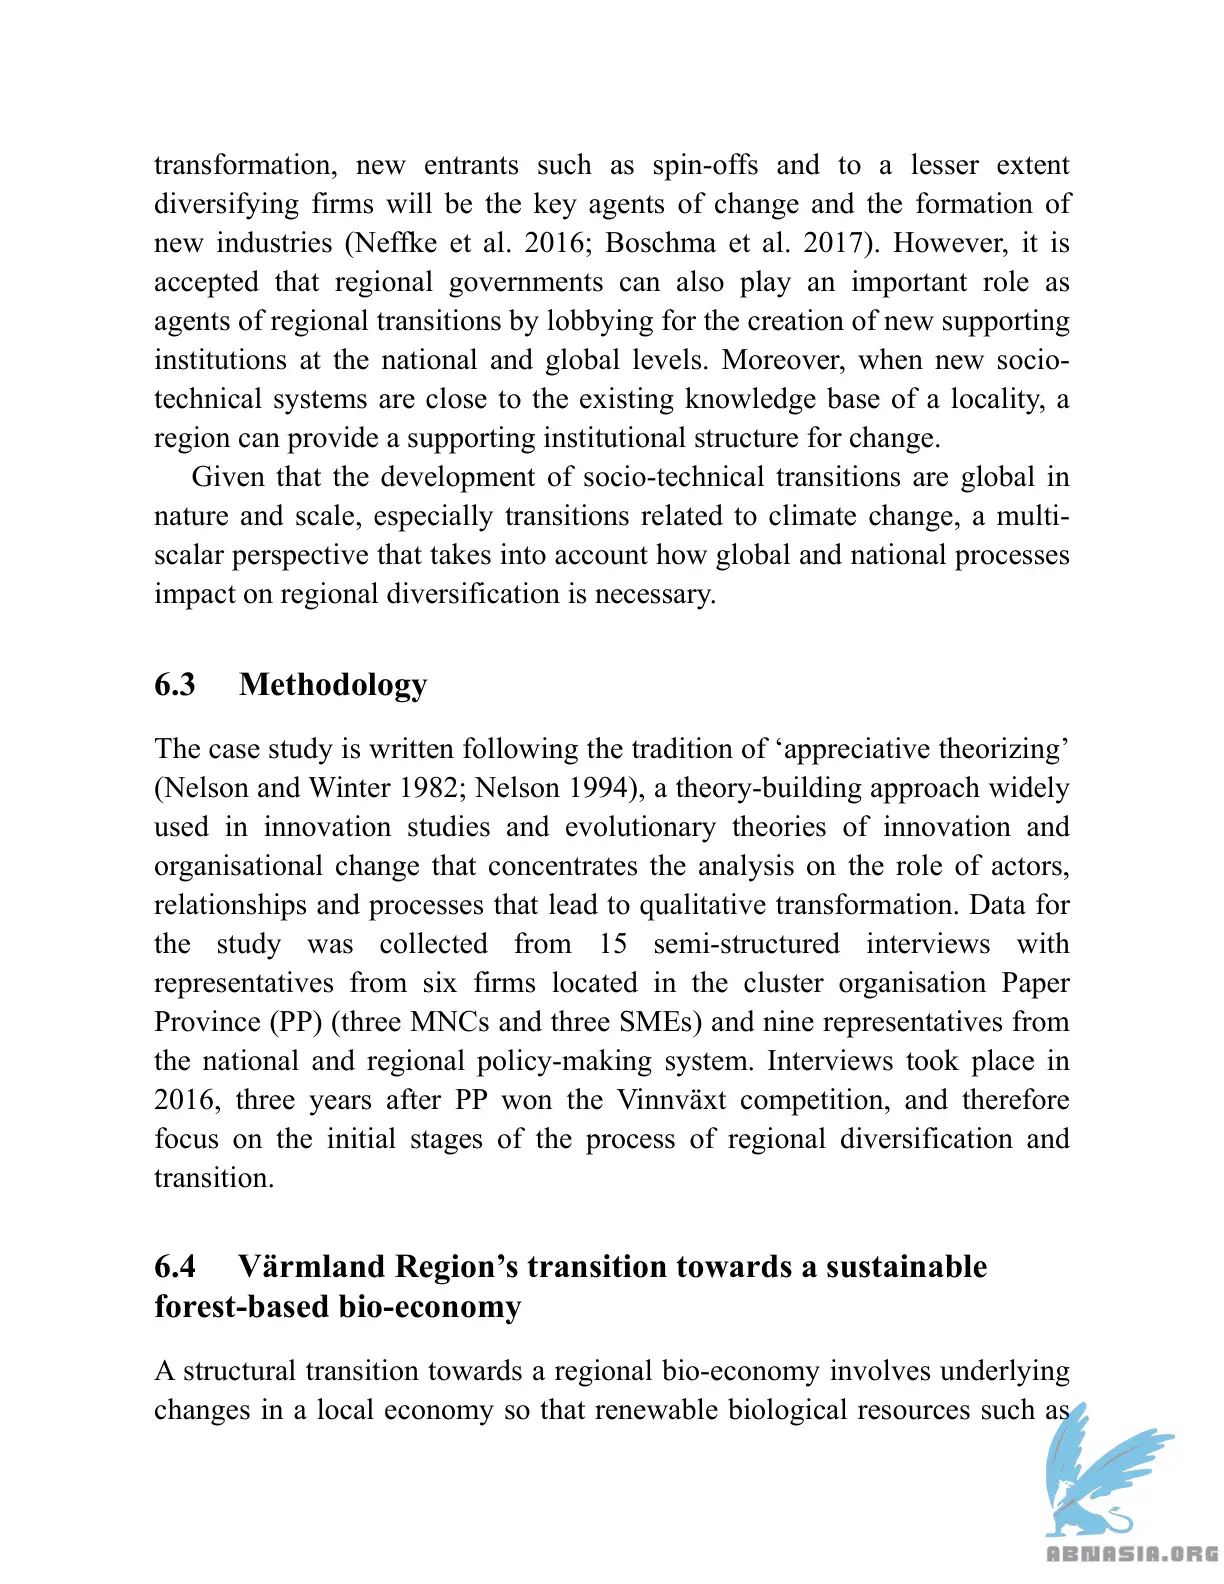 transformation, new entrants such as spin-offs and to a lesser extent
diversifying firms will be the key agents of change and the formation of
new industries (Neffke et al. 2016; Boschma et al. 2017). However, it is
accepted that regional governments can also play an important role as
agents of regional transitions by lobbying for the creation of new supporting
institutions at the national and global levels. Moreover, when new socio-
technical systems are close to the existing knowledge base of a locality, a
region can provide a supporting institutional structure for change.
Given that the development of socio-technical transitions are global in
nature and scale, especially transitions related to climate change, a multi-
scalar perspective that takes into account how global and national processes
impact on regional diversification is necessary.
6.3 Methodology
The case study is written following the tradition of ‘appreciative theorizing’
(Nelson and Winter 1982; Nelson 1994), a theory-building approach widely
used in innovation studies and evolutionary theories of innovation and
organisational change that concentrates the analysis on the role of actors,
relationships and processes that lead to qualitative transformation. Data for
the study was collected from 15 semi-structured interviews with
representatives from six firms located in the cluster organisation Paper
Province (PP) (three MNCs and three SMEs) and nine representatives from
the national and regional policy-making system. Interviews took place in
2016, three years after PP won the Vinnväxt competition, and therefore
focus on the initial stages of the process of regional diversification and
transition.
6.4 Värmland Region’s transition towards a sustainable
forest-based bio-economy
A structural transition towards a regional bio-economy involves underlying
changes in a local economy so that renewable biological resources such as
ABNASIA.ORG